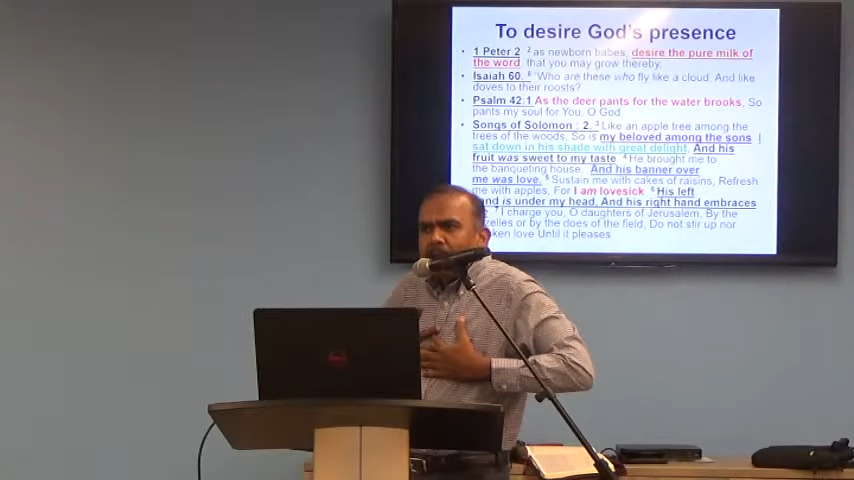 To desire God's presence
• 1 Peter 2 2 as newborn babes, desire the pure milk of
the word that you may grow thereby.
• Isaiah 60. 8 "Who are these who fly like a cloud, And like
doves to their roosts?
• Psalm 42:1 As the deer pants for the water brooks, So
pants my soul for You, O God
• Songs of Solomon : 2. 3 Like an apple tree among the
trees of the woods, So is my beloved among the sons I
sat down in his shade with great delight, And his
fruit was sweet to my taste 4 He brought me to
the banqueting house, And his banner over
me was love. 5 Sustain me with cakes of raisins, Refresh
me with apples, For I am lovesick 6 His left
is under my head, And his right hand embraces
7 I charge you, O daughters of Jerusalem, By the
or by the does of the field, Do not stir up nor
love Until it pleases